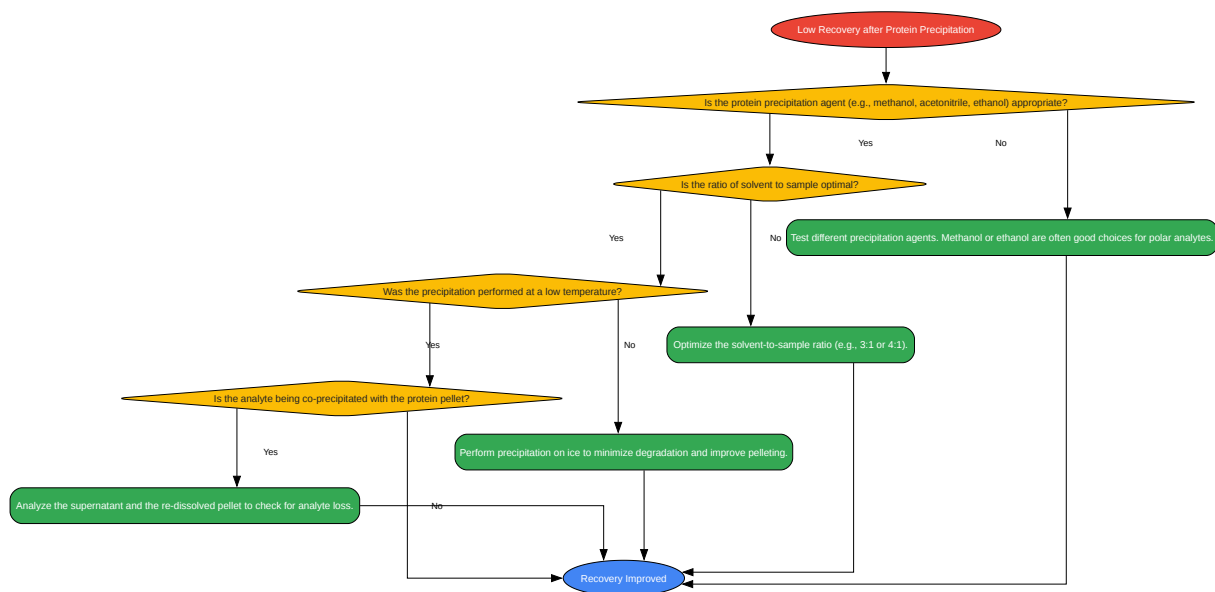 Low Recovery after Protein Precipitation
Is the protein precipitation agent (e.g., methanol, acetonitrile, ethanol) appropriate?
Yes
No
Is the ratio of solvent to sample optimal?
Yes
No
Test different precipitation agents. Methanol or ethanol are often good choices for polar analytes.
Was the precipitation performed at a low temperature?
Yes
No
Optimize the solvent-to-sample ratio (e.g., 3:1 or 4:1).
Is the analyte being co-precipitated with the protein pellet?
Yes
Perform precipitation on ice to minimize degradation and improve pelleting.
Analyze the supernatant and the re-dissolved pellet to check for analyte loss.
No
Recovery Improved